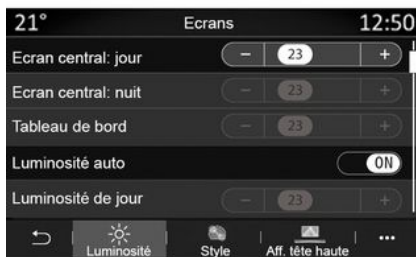 21° Ecrans 12:50
Ecran central: jour - 23 +
Ecran central: nuit - 23 +
Tableau de bord - 23 +
Luminosité auto ON
Luminosité de jour - 23 +
Luminosité Style Aff. tête haute